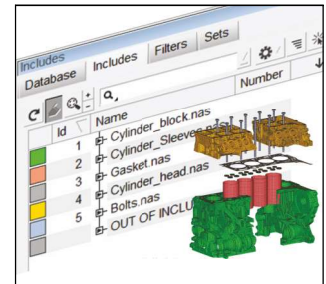 Includes
Database Includes Filters Sets
Id Name Number
1 Cylinder_block.nas
2 Cylinder_Sleeves
3 Gasket.nas
4 Cylinder_head.nas
5 Bolts.nas
OUT OF INCLU